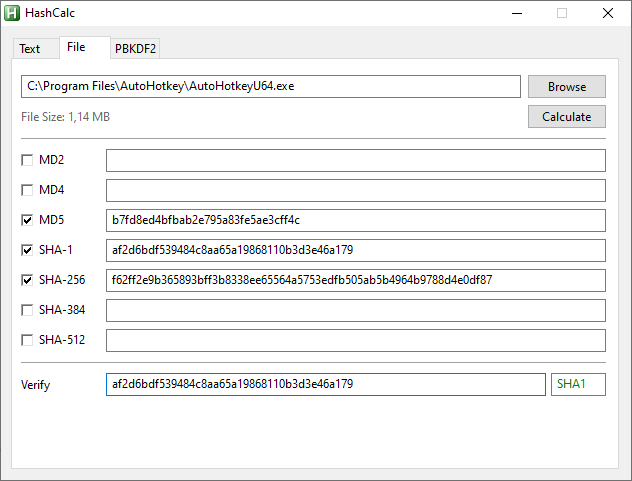 HashCalc
Text File PBKDF2
C:\Program Files\AutoHotkey\AutoHotkeyU64.exe Browse
File Size: 1,14 MB Calculate
MD2
MD4
MD5 b7fd8ed4bfbab2e795a83fe5ae3cff4c
SHA-1 af2d6bdf539484c8aa65a19868110b3d3e46a179
SHA-256 f62ff2e9b365893bff3b8338ee65564a5753edfb505ab5b4964b9788d4e0df87
SHA-384
SHA-512
Verify af2d6bdf539484c8aa65a19868110b3d3e46a179 SHA1